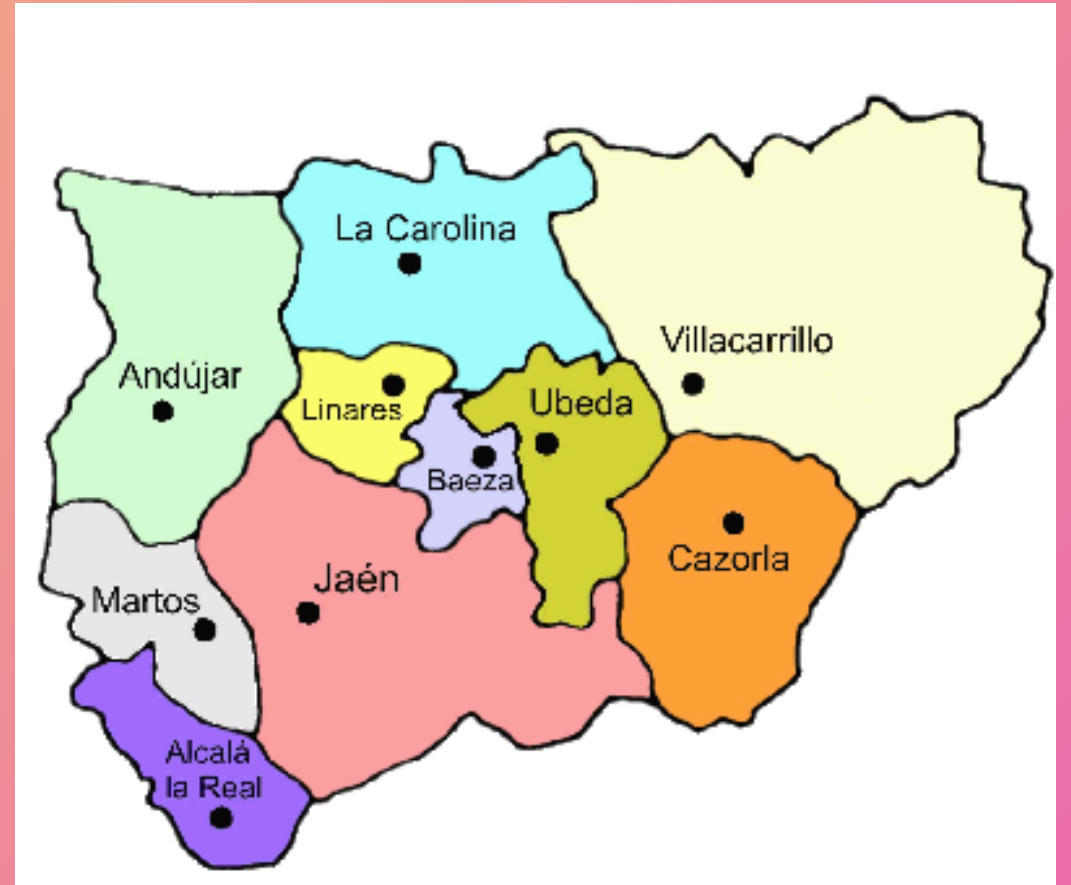 La Carolina
Villacarrillo
Andújar
Linares
Ubeda
Baeza
Cazorla
Jaén
Martos
Alcalá
la Real